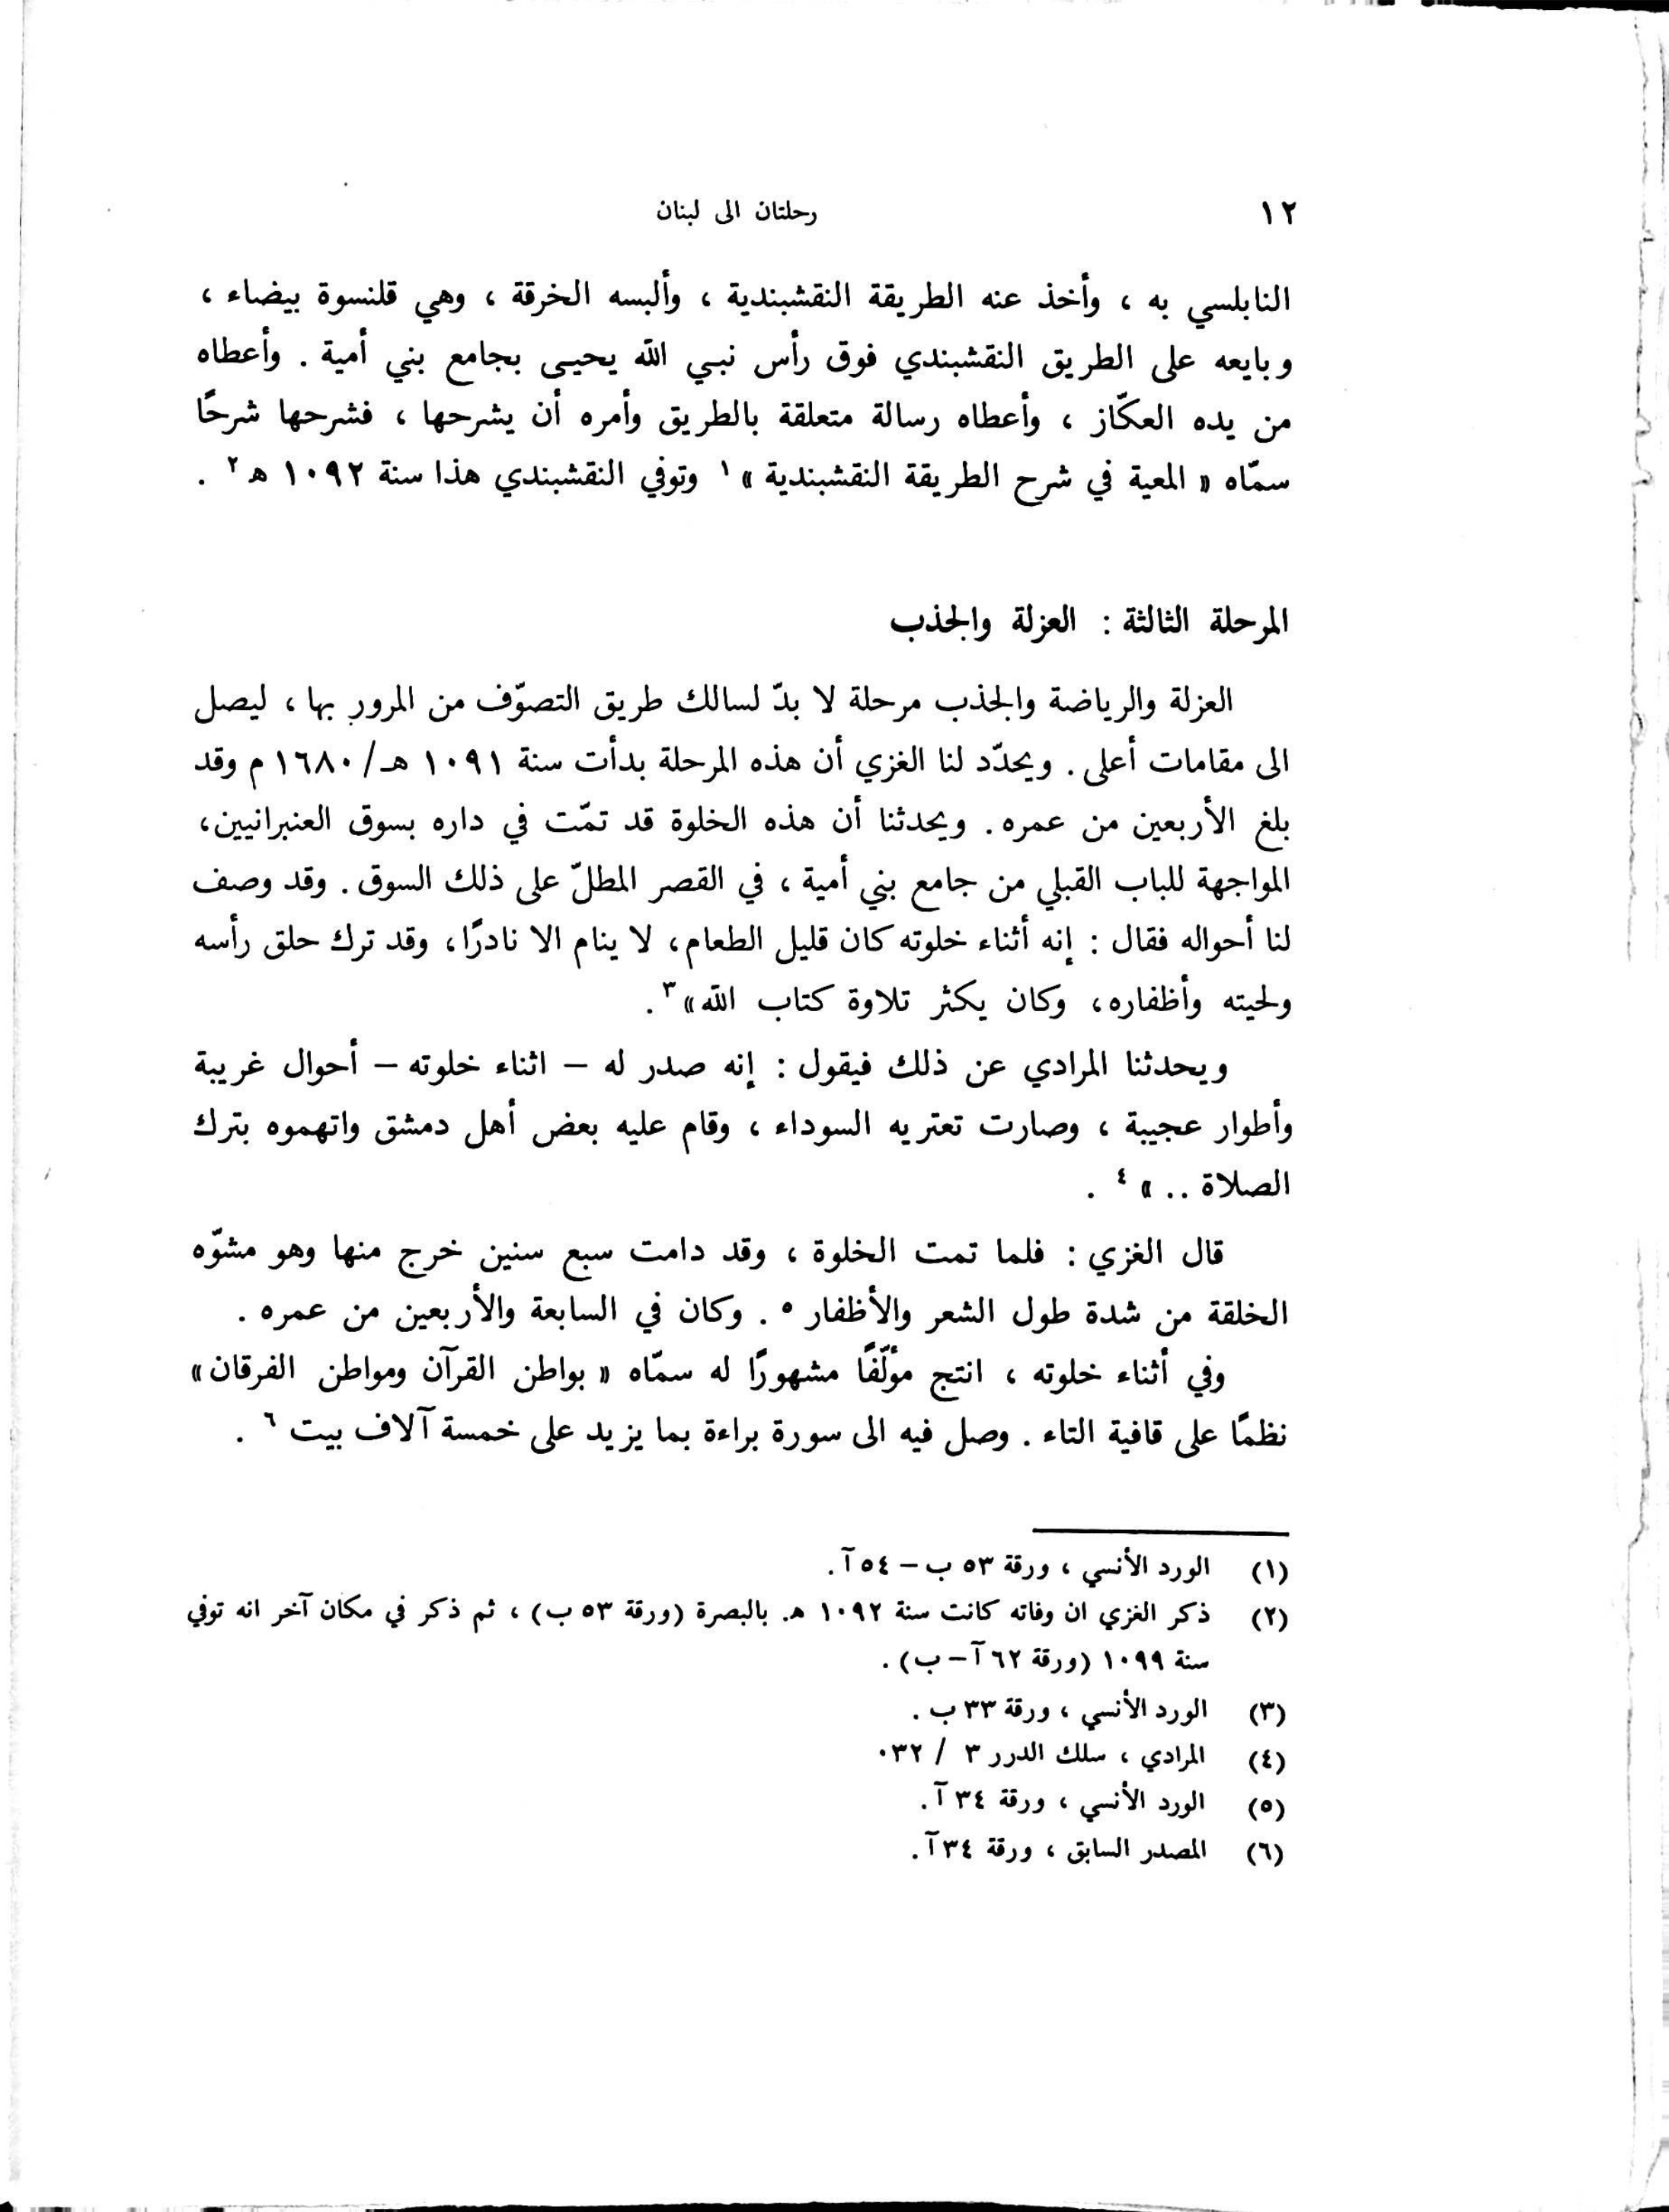 ١٢
رحلتان الى لبنان
النابلسي به ، وأخذ عنه الطريقة النقشبندية ، وألبسه الخرقة ، وهي قلنسوة بيضاء ،
وبايعه على الطريق النقشبندي فوق رأس نبي الله يحيى بجامع بني أمية . وأعطاه
من يده العكّاز ، وأعطاه رسالة متعلقة بالطريق وأمره أن يشرحها ، فشرحها شرحًا
سمّاه « المعية في شرح الطريقة النقشبندية » ١ وتوفي النقشبندي هذا سنة ١٠٩٢ ه ٢ .
المرحلة الثالثة : العزلة والجذب
العزلة والرياضة والجذب مرحلة لا بدّ لسالك طريق التصوّف من المرور بها ، ليصل
الى مقامات أعلى . ويحدّد لنا الغزي أن هذه المرحلة بدأت سنة ١٠٩١ هـ/١٦٨٠ م وقد
بلغ الأربعين من عمره . ويحدثنا أن هذه الخلوة قد تمّت في داره بسوق العنبرانيين،
المواجهة للباب القبلي من جامع بني أمية ، في القصر المطلّ على ذلك السوق . وقد وصف
لنا أحواله فقال : إنه أثناء خلوته كان قليل الطعام، لا ينام الا نادرًا، وقد ترك حلق رأسه
ولحيته وأظفاره، وكان يكثر تلاوة كتاب الله» ٣ .
ويحدثنا المرادي عن ذلك فيقول : إنه صدر له – اثناء خلوته – أحوال غريبة
وأطوار عجيبة ، وصارت تعتريه السوداء ، وقام عليه بعض أهل دمشق واتهموه بترك
الصلاة .. » ٤ .
قال الغزي : فلما تمت الخلوة ، وقد دامت سبع سنين خرج منها وهو مشوّه
الخلقة من شدة طول الشعر والأظفار ٥ . وكان في السابعة والأربعين من عمره .
وفي أثناء خلوته ، انتج مؤلّفًا مشهورًا له سمّاه « بواطن القرآن ومواطن الفرقان»
نظمًا على قافية التاء . وصل فيه الى سورة براءة بما يزيد على خمسة آلاف بيت ٦ .
(١) الورد الأنسي ، ورقة ٥٣ ب – ٥٤ آ .
(٢) ذكر الغزي ان وفاته كانت سنة ١٠٩٢ ه. بالبصرة (ورقة ٥٣ ب) ، ثم ذكر في مكان آخر انه توفي
سنة ١٠٩٩ (ورقة ٦٢ آ – ب) .
(٣) الورد الأنسي ، ورقة ٣٣ ب .
(٤) المرادي ، سلك الدرر ٣ / ٠٣٢
(٥) الورد الأنسي ، ورقة ٣٤ آ .
(٦) المصدر السابق ، ورقة ٣٤ آ .